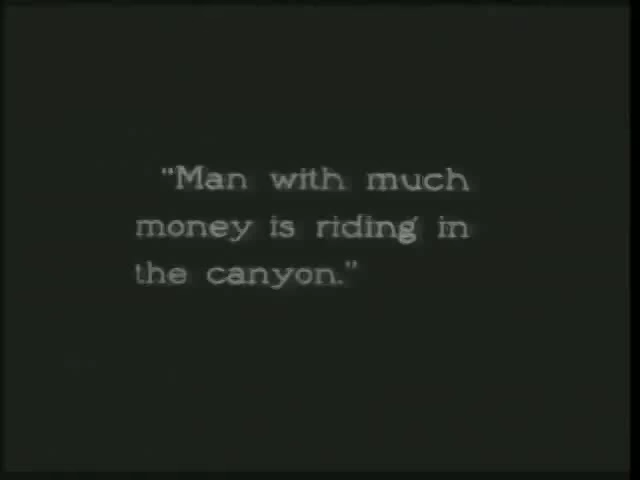 "Man with much
money is riding in
the canyon."